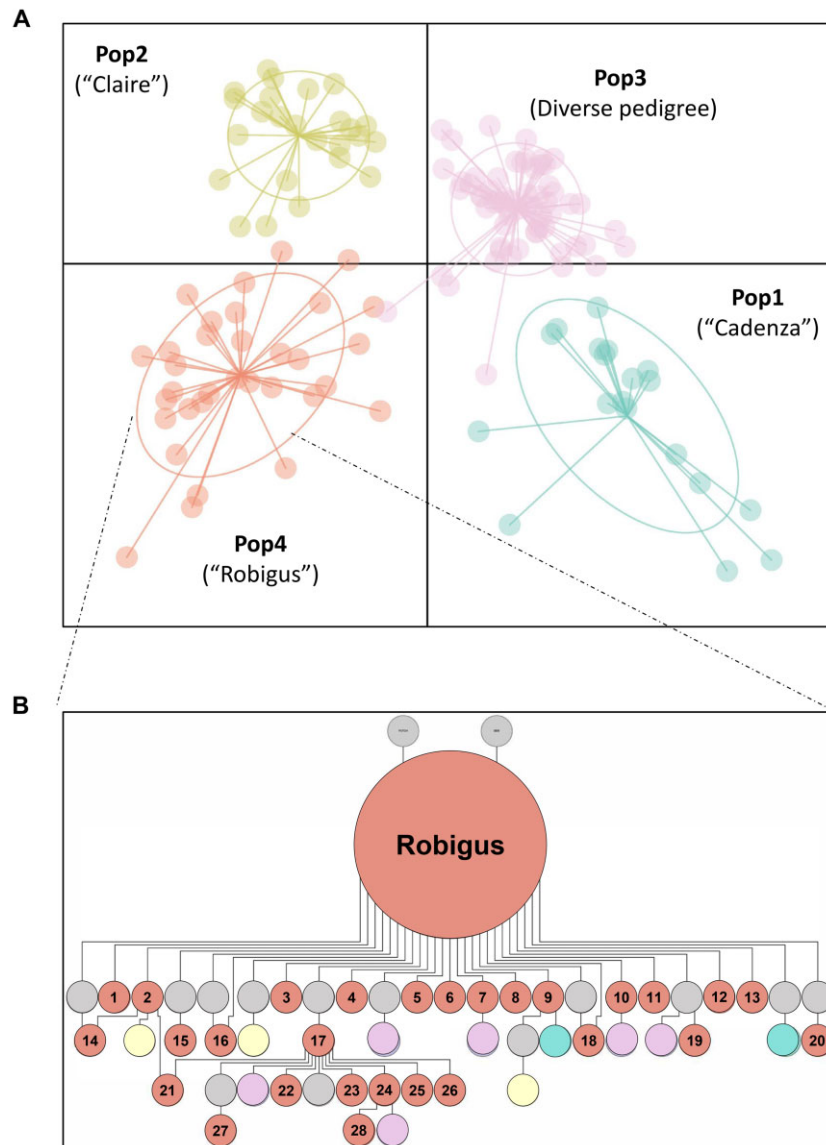 A
Pop2
("Claire")
Pop3
(Diverse pedigree)
Pop1
("Cadenza")
Pop4
("Robigus")
B
Robigus
1 2 3 4 5 6 7 8 9 10 11 12 13
14 15 16 17 18 19 20
21 22 23 24 25 26
27 28